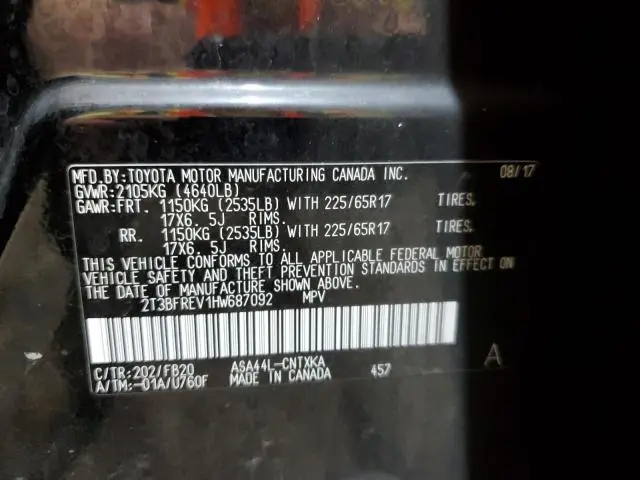 MFD.BY:TOYOTA MOTOR MANUFACTURING CANADA INC. 08/17
GVWR:2105KG (4640LB)
GAWR:FRT. 1150KG (2535LB) WITH 225/65R17 TIRES,
17X6. 5J RIMS.
RR. 1150KG (2535LB) WITH 225/65R17 TIRES,
17X6. 5J RIMS.
THIS VEHICLE CONFORMS TO ALL APPLICABLE FEDERAL MOTOR
VEHICLE SAFETY AND THEFT PREVENTION STANDARDS IN EFFECT ON
THE DATE OF MANUFACTURE SHOWN ABOVE.
2T3BFREV1HW687092 MPV
C/TR:202/FB20 ASA44L-CNTXKA 457 A
A/TM:-01A/U760F MADE IN CANADA